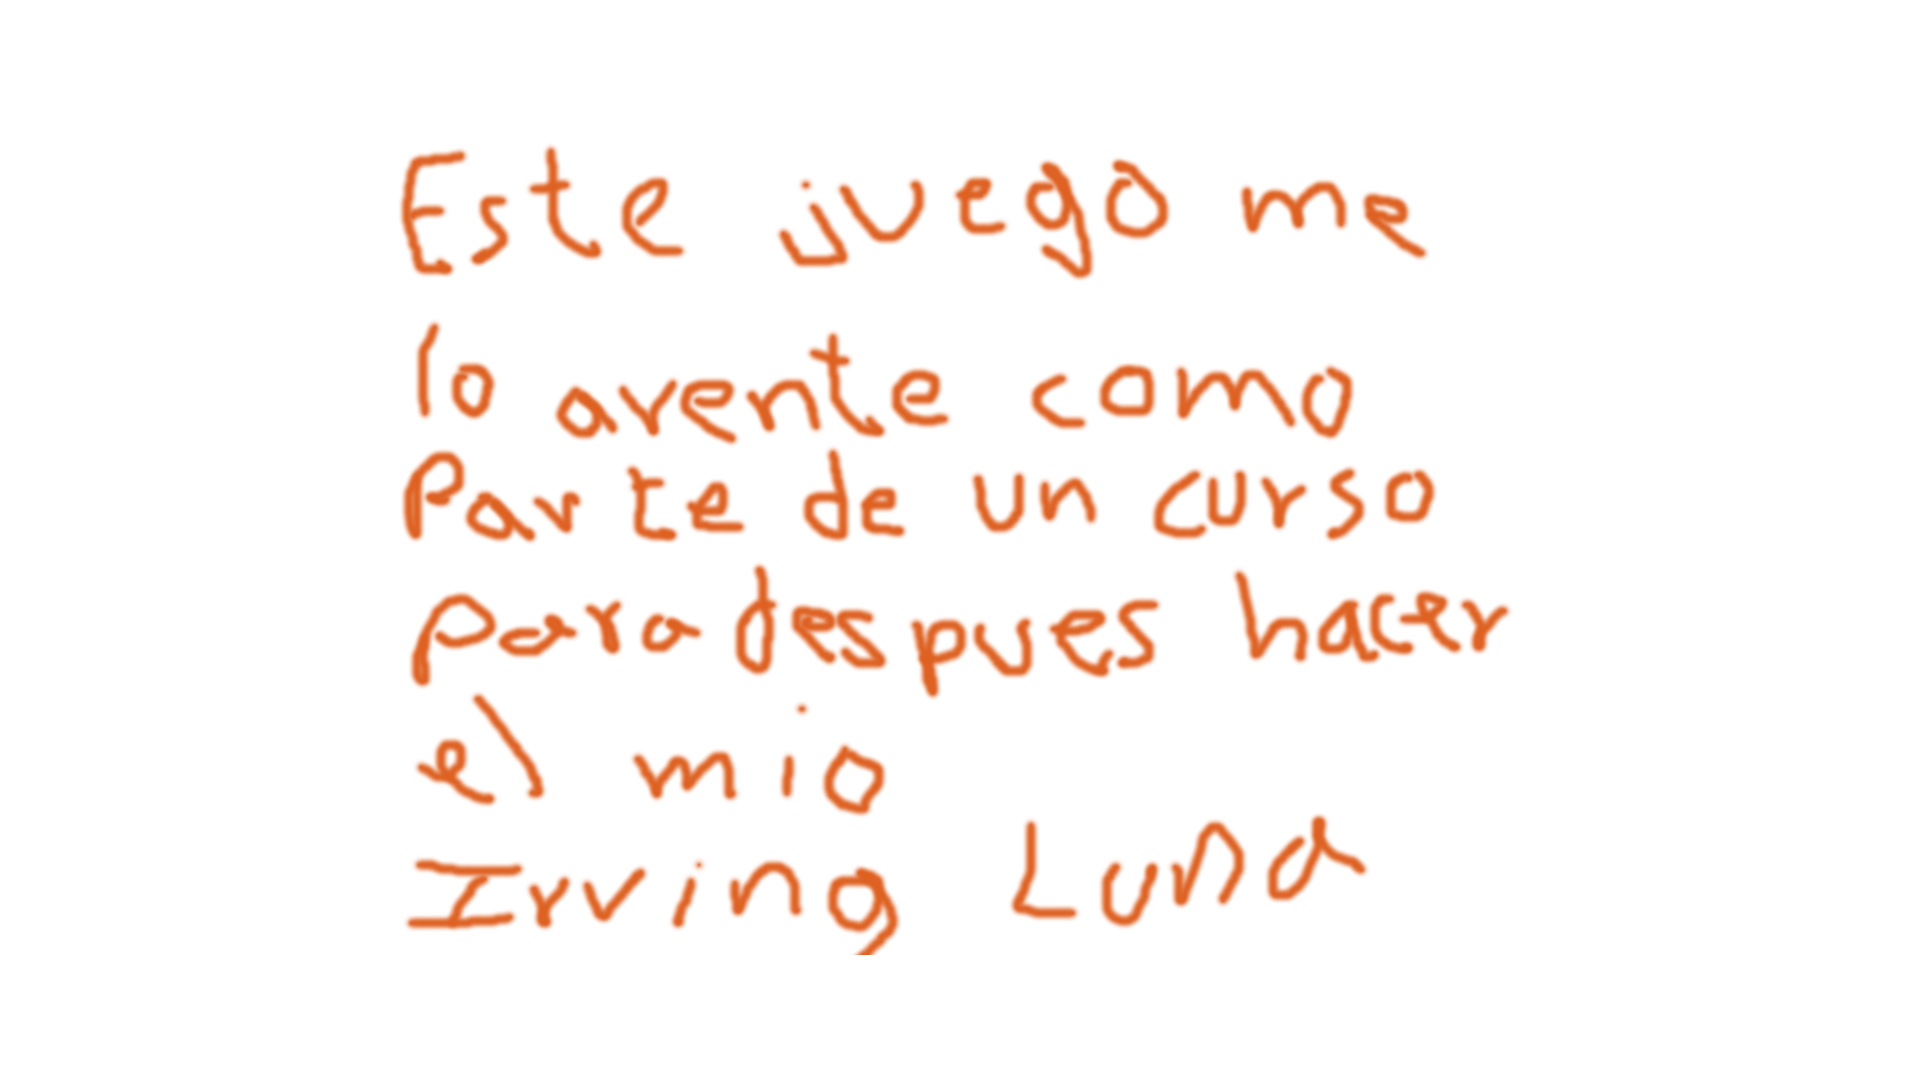 Este juego me
lo avente como
Parte de un curso
para despues hacer
el mio
Irving Luna